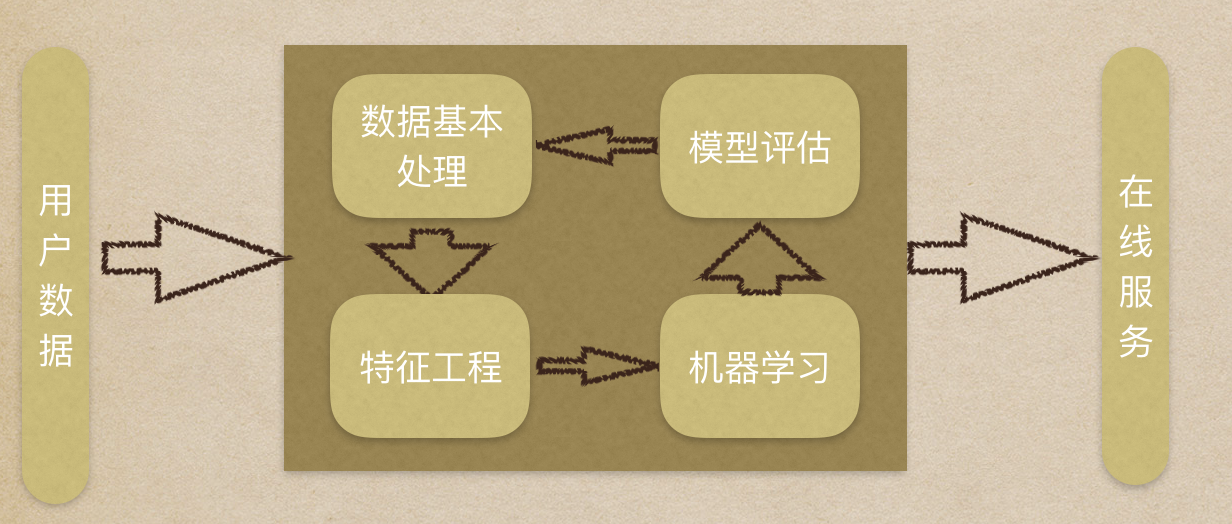 用户数据
数据基本
处理
模型评估
特征工程
机器学习
在线服务